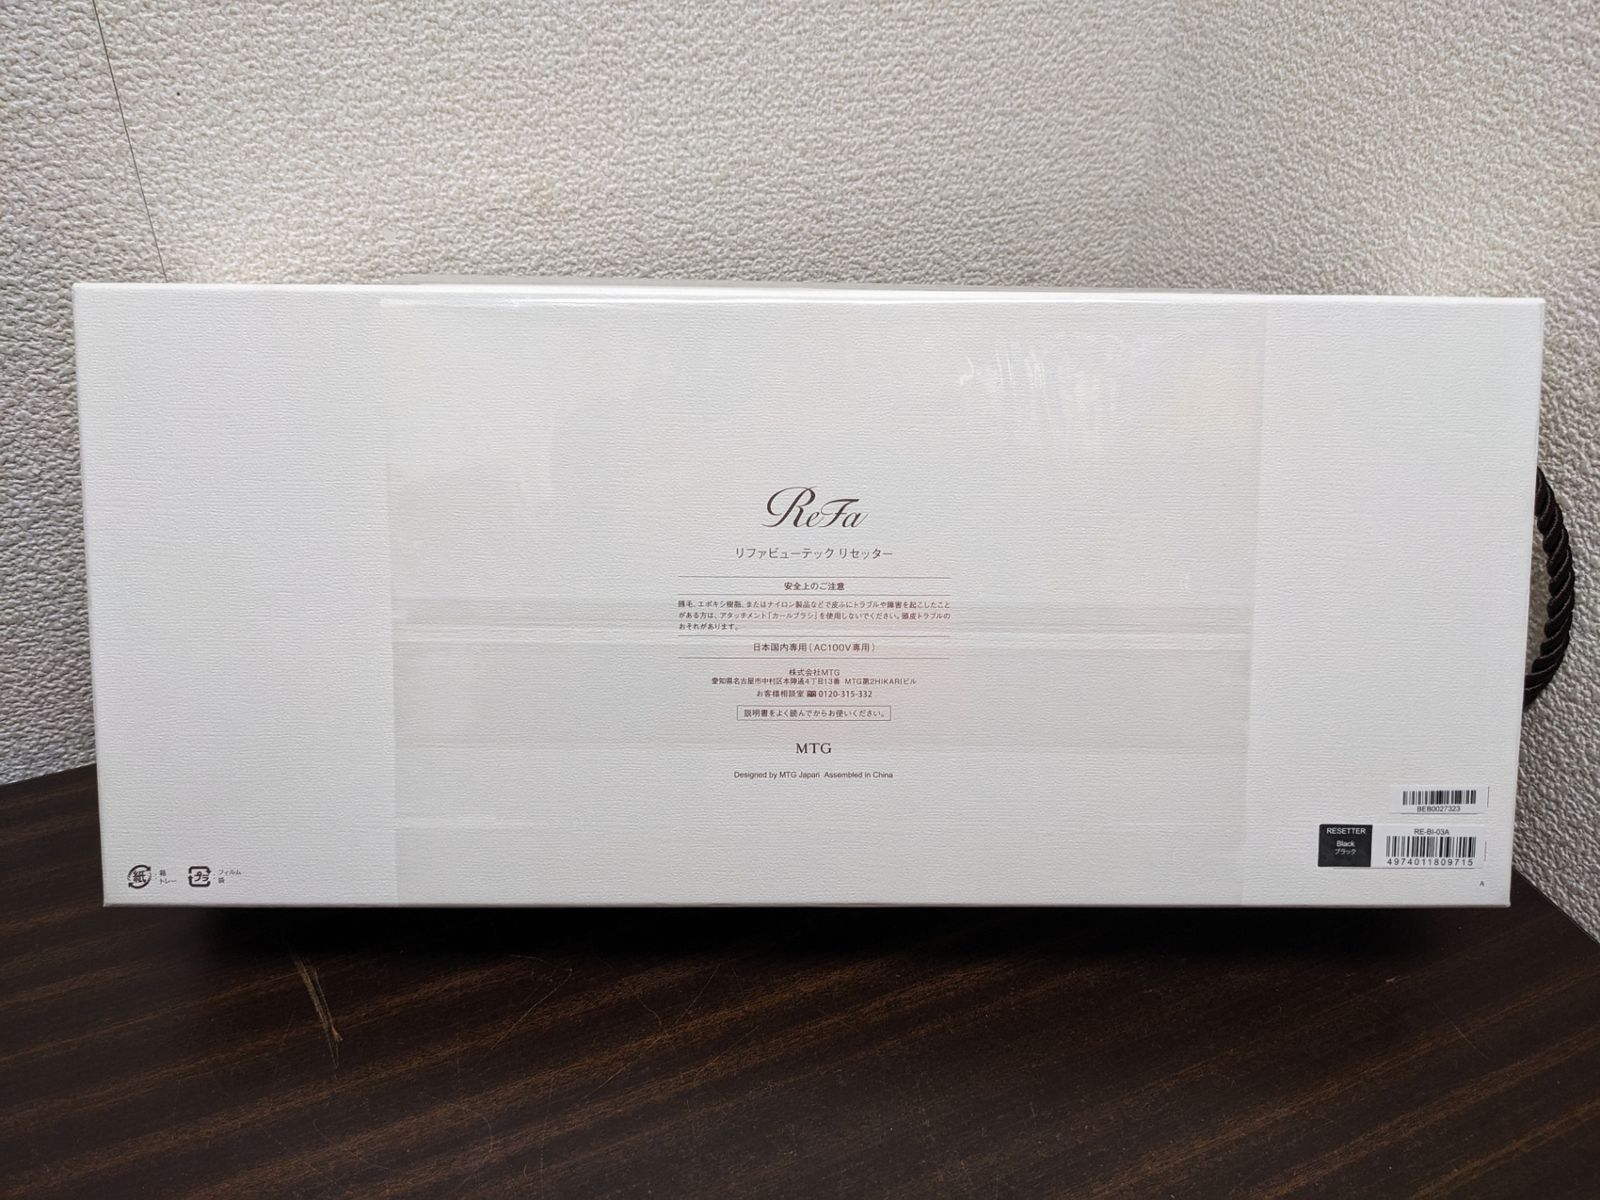 ReFa
リファビューテック リセッター
安全上のご注意
豚毛、エポキシ樹脂、またはナイロン製品などで皮ふにトラブルや障害を起こしたこと
がある方は、アタッチメント「カールブラシ」を使用しないでください。頭皮トラブルの
おそれがあります。
日本国内専用（AC100V専用）
株式会社MTG
愛知県名古屋市中村区本陣通4丁目13番 MTG第2HIKARIビル
お客様相談室 0120-315-332
説明書をよく読んでからお使いください。
MTG
Designed by MTG Japan Assembled in China
BEB0027323
RESETTER
Black
ブラック
RE-BI-03A
4974011809715
A
紙
箱
トレー
プラ
フィルム
袋